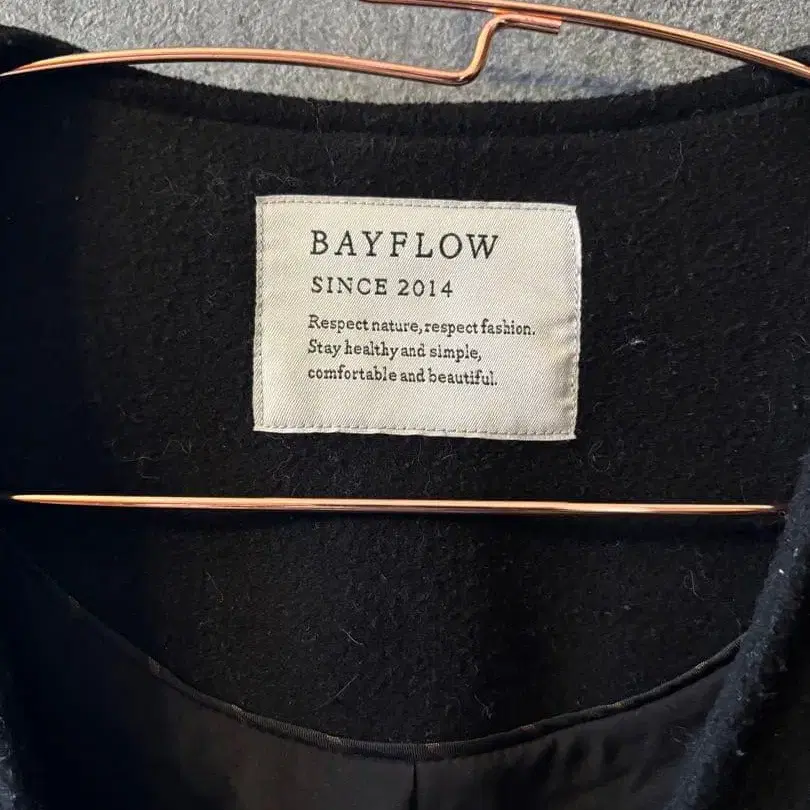 BAYFLOW
SINCE 2014
Respect nature, respect fashion.
Stay healthy and simple,
comfortable and beautiful.